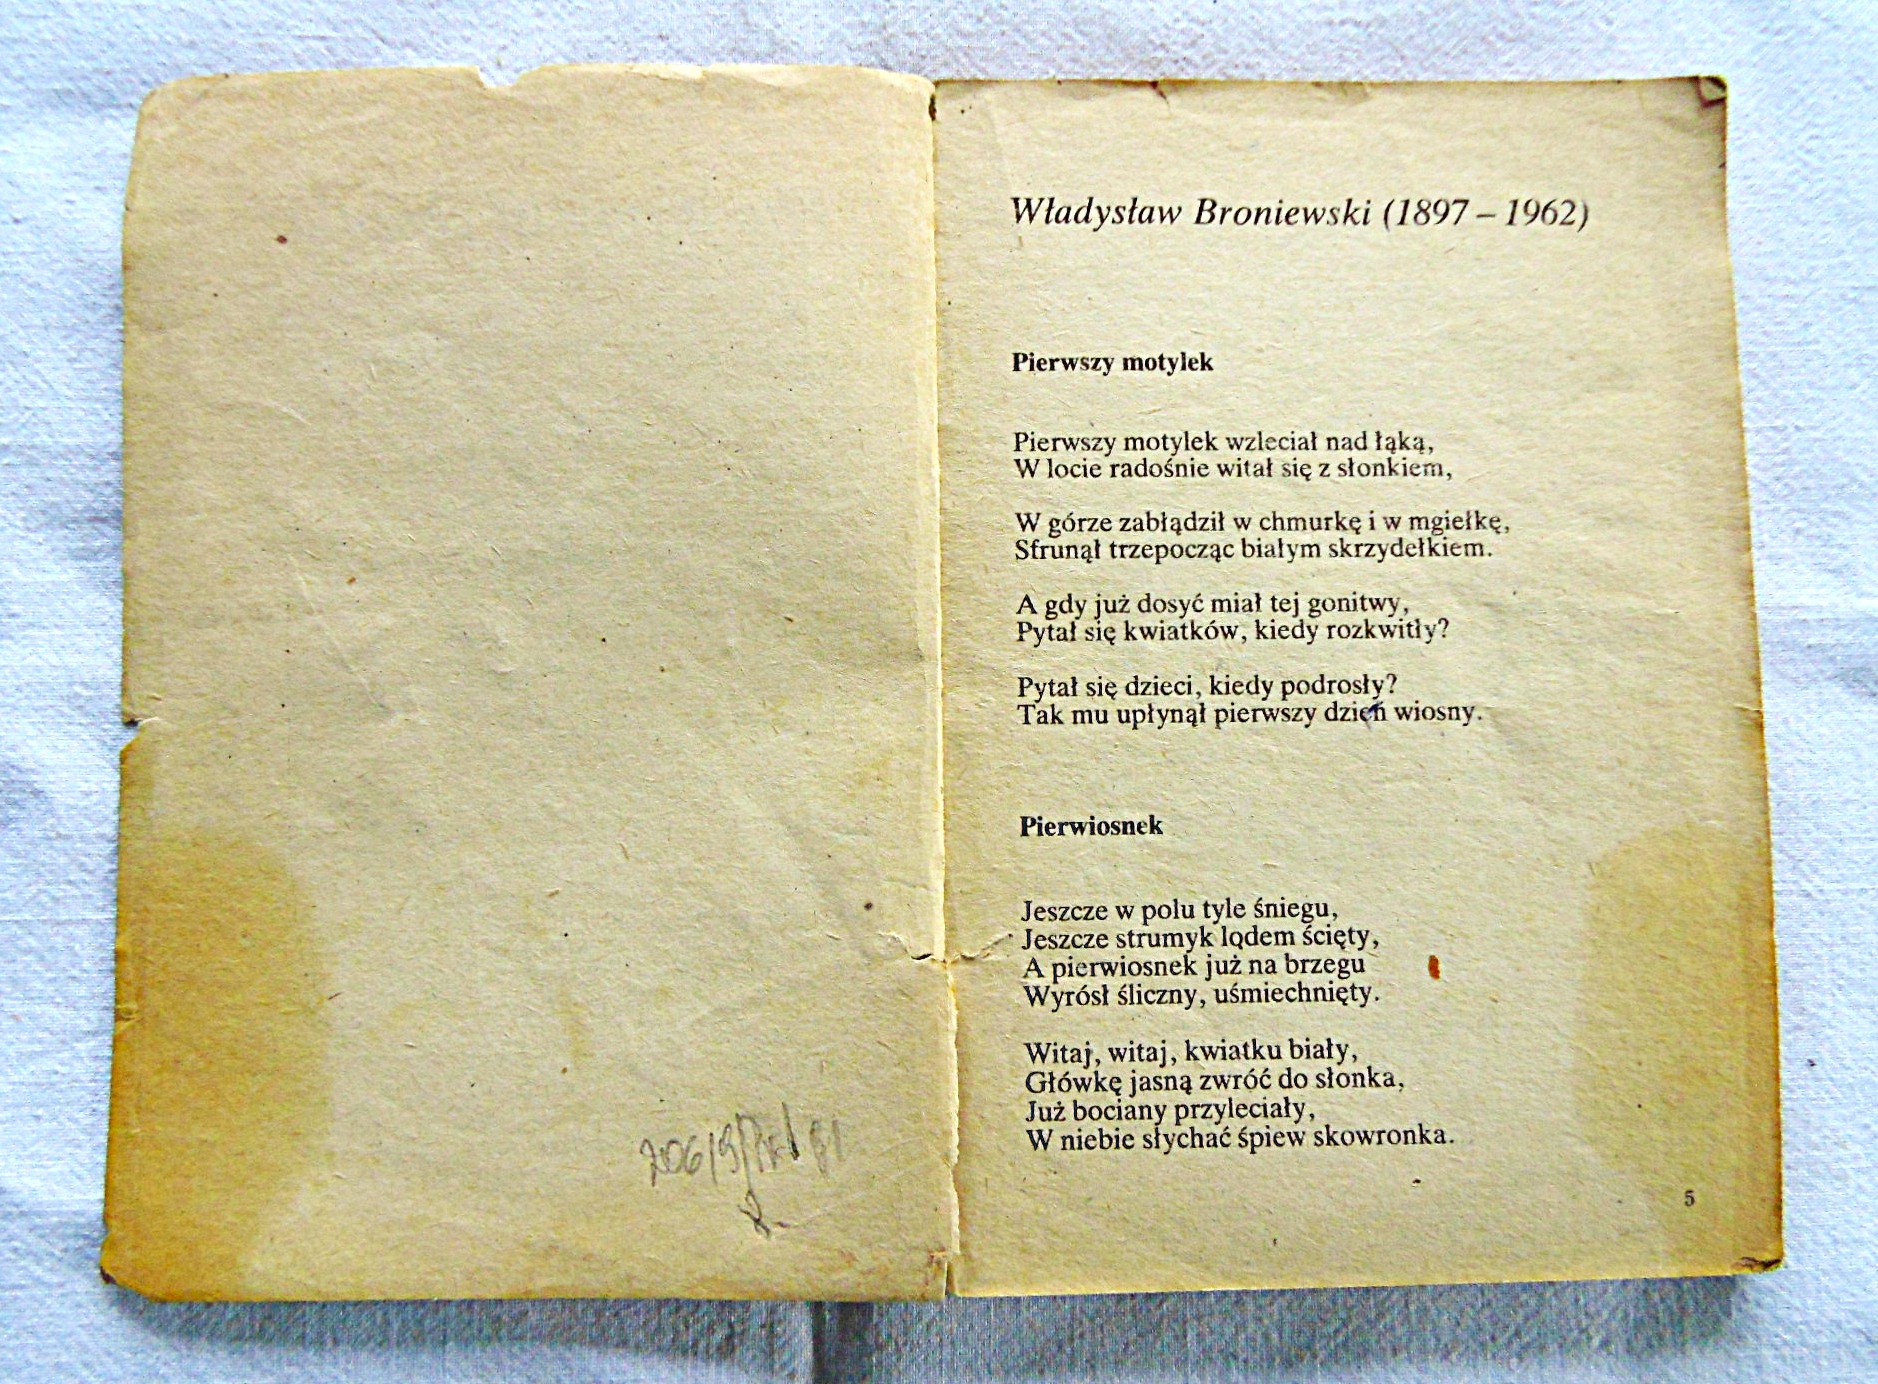 Władysław Broniewski (1897 – 1962)
Pierwszy motylek
Pierwszy motylek wzleciał nad łąką,
W locie radośnie witał się z słonkiem,
W górze zabłądził w chmurkę i w mgiełkę,
Sfrunął trzepocząc białym skrzydełkiem.
A gdy już dosyć miał tej gonitwy,
Pytał się kwiatków, kiedy rozkwitły?
Pytał się dzieci, kiedy podrosły?
Tak mu upłynął pierwszy dzień wiosny.
Pierwiosnek
Jeszcze w polu tyle śniegu,
Jeszcze strumyk lodem ścięty,
A pierwiosnek już na brzegu
Wyrósł śliczny, uśmiechnięty.
Witaj, witaj, kwiatku biały,
Główkę jasną zwróć do słonka,
Już bociany przyleciały,
W niebie słychać śpiew skowronka.
5